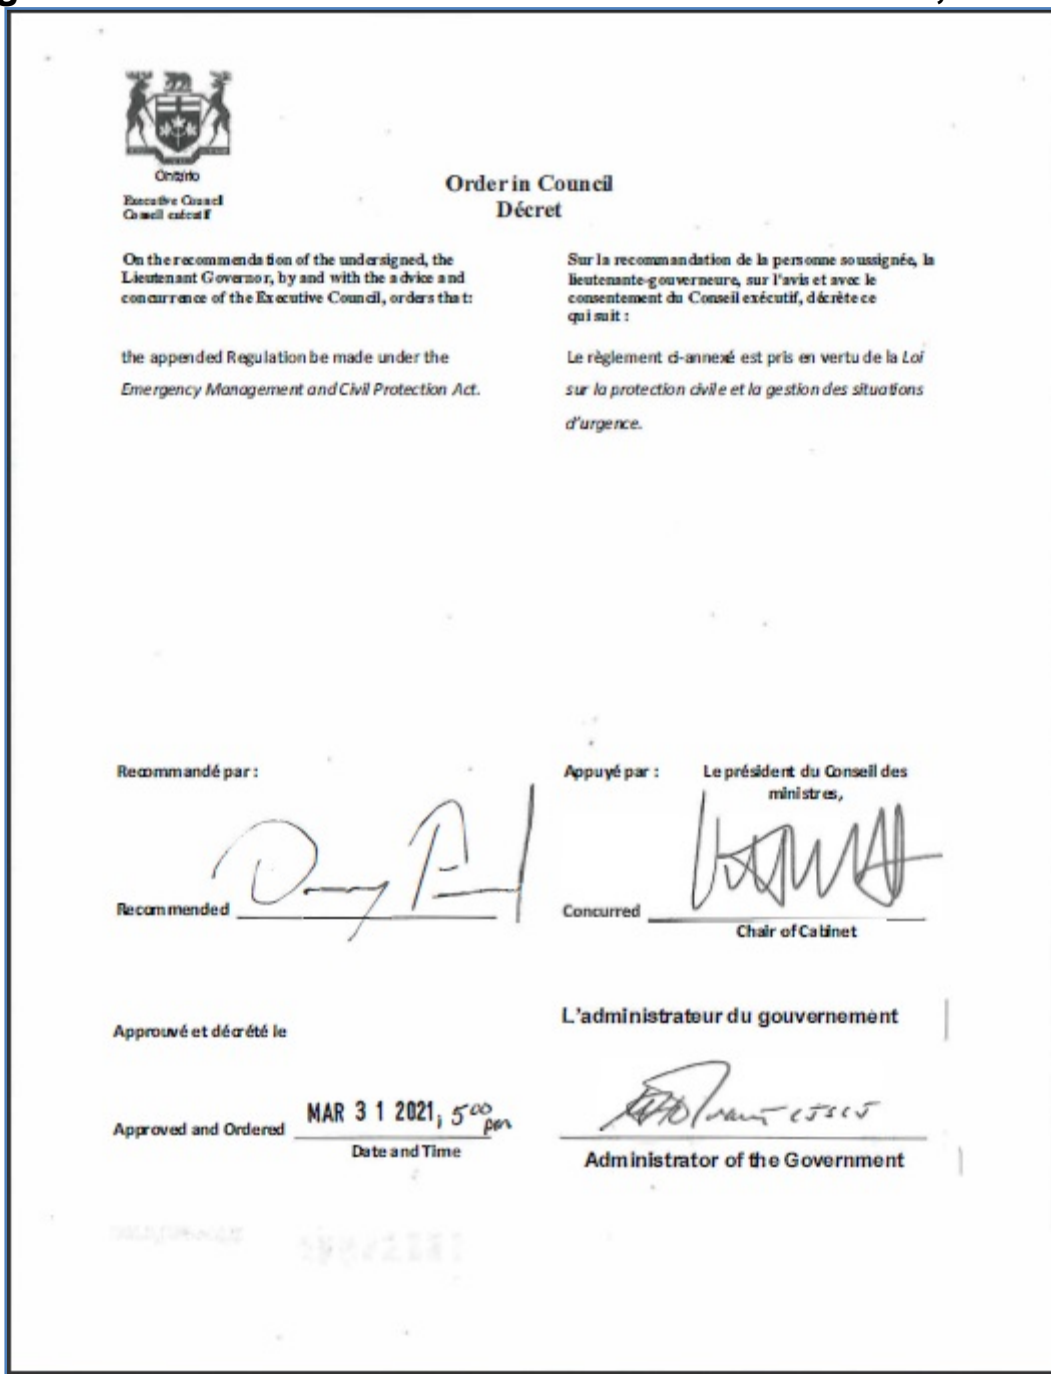 Ontario
Executive Council
Conseil exécutif
Order in Council
Décret
On the recommendation of the undersigned, the
Lieutenant Governor, by and with the advice and
concurrence of the Executive Council, orders that:
the appended Regulation be made under the
Emergency Management and Civil Protection Act.
Sur la recommandation de la personne soussignée, la
lieutenante-gouverneure, sur l'avis et avec le
consentement du Conseil exécutif, décrète ce
qui suit :
Le règlement ci-annexé est pris en vertu de la Loi
sur la protection civile et la gestion des situations
d'urgence.
Recommandé par :
Recommended
Appuyé par :
Le président du Conseil des
ministres,
Concurred
Chair of Cabinet
Approuvé et décrété le
Approved and Ordered
MAR 3 1 2021, 5 00 pm
Date and Time
L'administrateur du gouvernement
Administrator of the Government